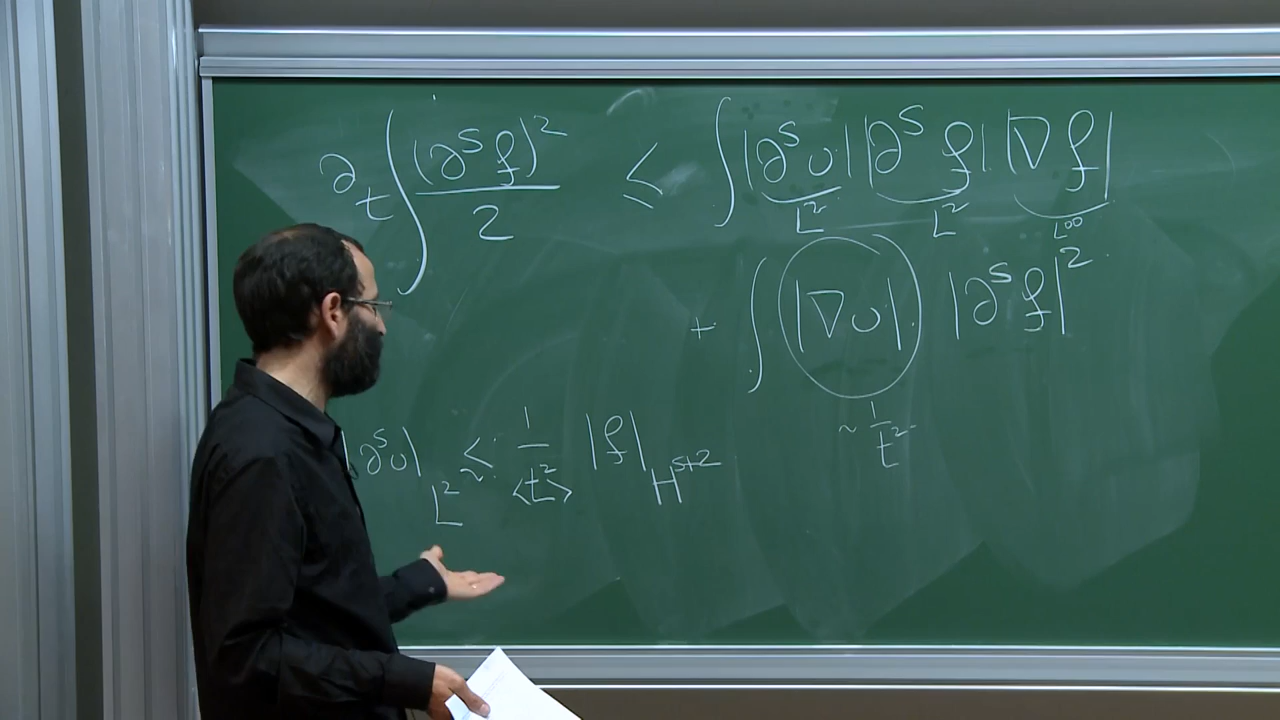 ∂_t ∫ (∂^s f)^2 / 2 ≤ ∫ |∂^s υ| |∂^s f| |∇f|
L^2 L^2 L^∞
+ ∫ |∇υ| |∂^s f|^2
~ 1/t^2
|∂^s υ|_{L^2} ≲ 1/<t^2> |f|_{H^{s+2}}